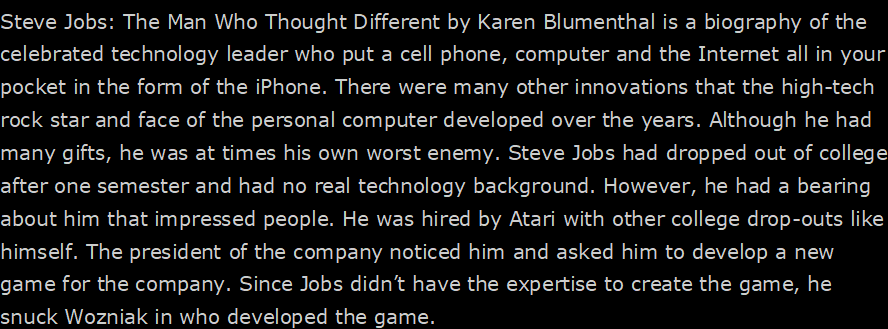 Steve Jobs: The Man Who Thought Different by Karen Blumenthal is a biography of the
celebrated technology leader who put a cell phone, computer and the Internet all in your
pocket in the form of the iPhone. There were many other innovations that the high-tech
rock star and face of the personal computer developed over the years. Although he had
many gifts, he was at times his own worst enemy. Steve Jobs had dropped out of college
after one semester and had no real technology background. However, he had a bearing
about him that impressed people. He was hired by Atari with other college drop-outs like
himself. The president of the company noticed him and asked him to develop a new
game for the company. Since Jobs didn’t have the expertise to create the game, he
snuck Wozniak in who developed the game.